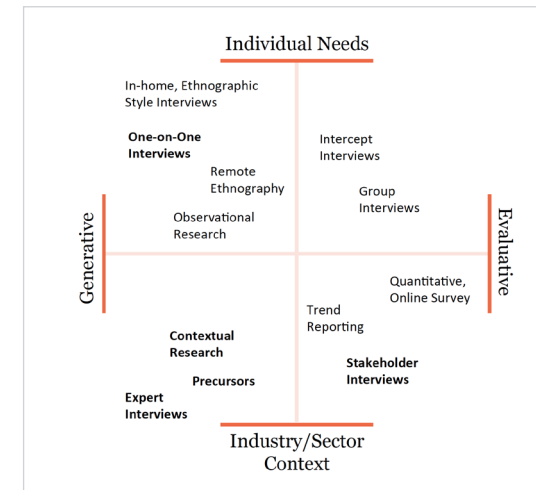 Individual Needs
In-home, Ethnographic
Style Interviews
One-on-One
Interviews
Intercept
Interviews
Remote
Ethnography
Group
Interviews
Observational
Research
Generative
Evaluative
Quantitative,
Online Survey
Trend
Reporting
Contextual
Research
Stakeholder
Interviews
Precursors
Expert
Interviews
Industry/Sector
Context